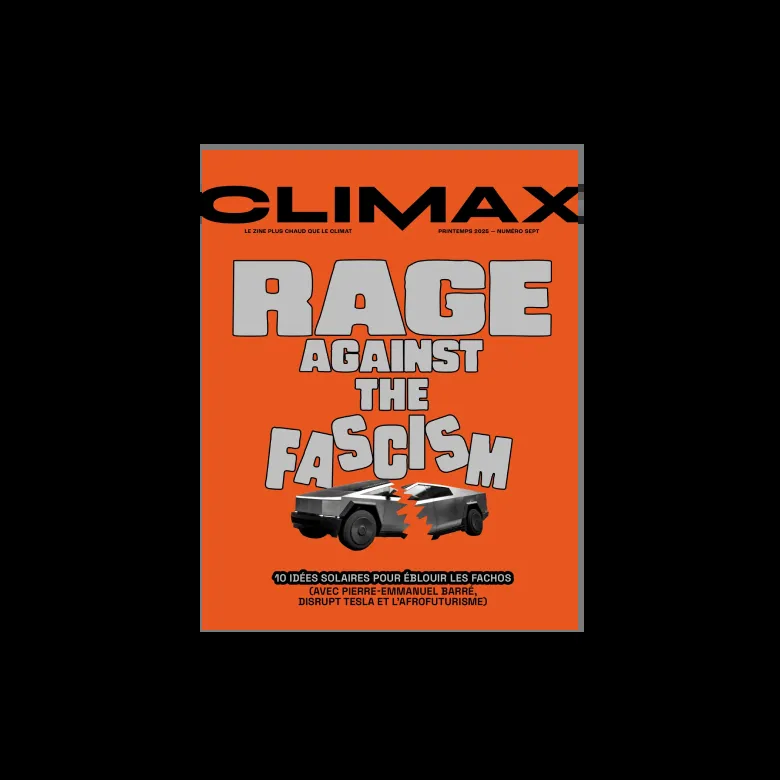 CLIMAX
LE ZINE PLUS CHAUD QUE LE CLIMAT
PRINTEMPS 2025 — NUMÉRO SEPT
RAGE
AGAINST
THE
FASCISM
10 IDÉES SOLAIRES POUR ÉBLOUIR LES FACHOS
(AVEC PIERRE-EMMANUEL BARRÉ,
DISRUPT TESLA ET L'AFROFUTURISME)